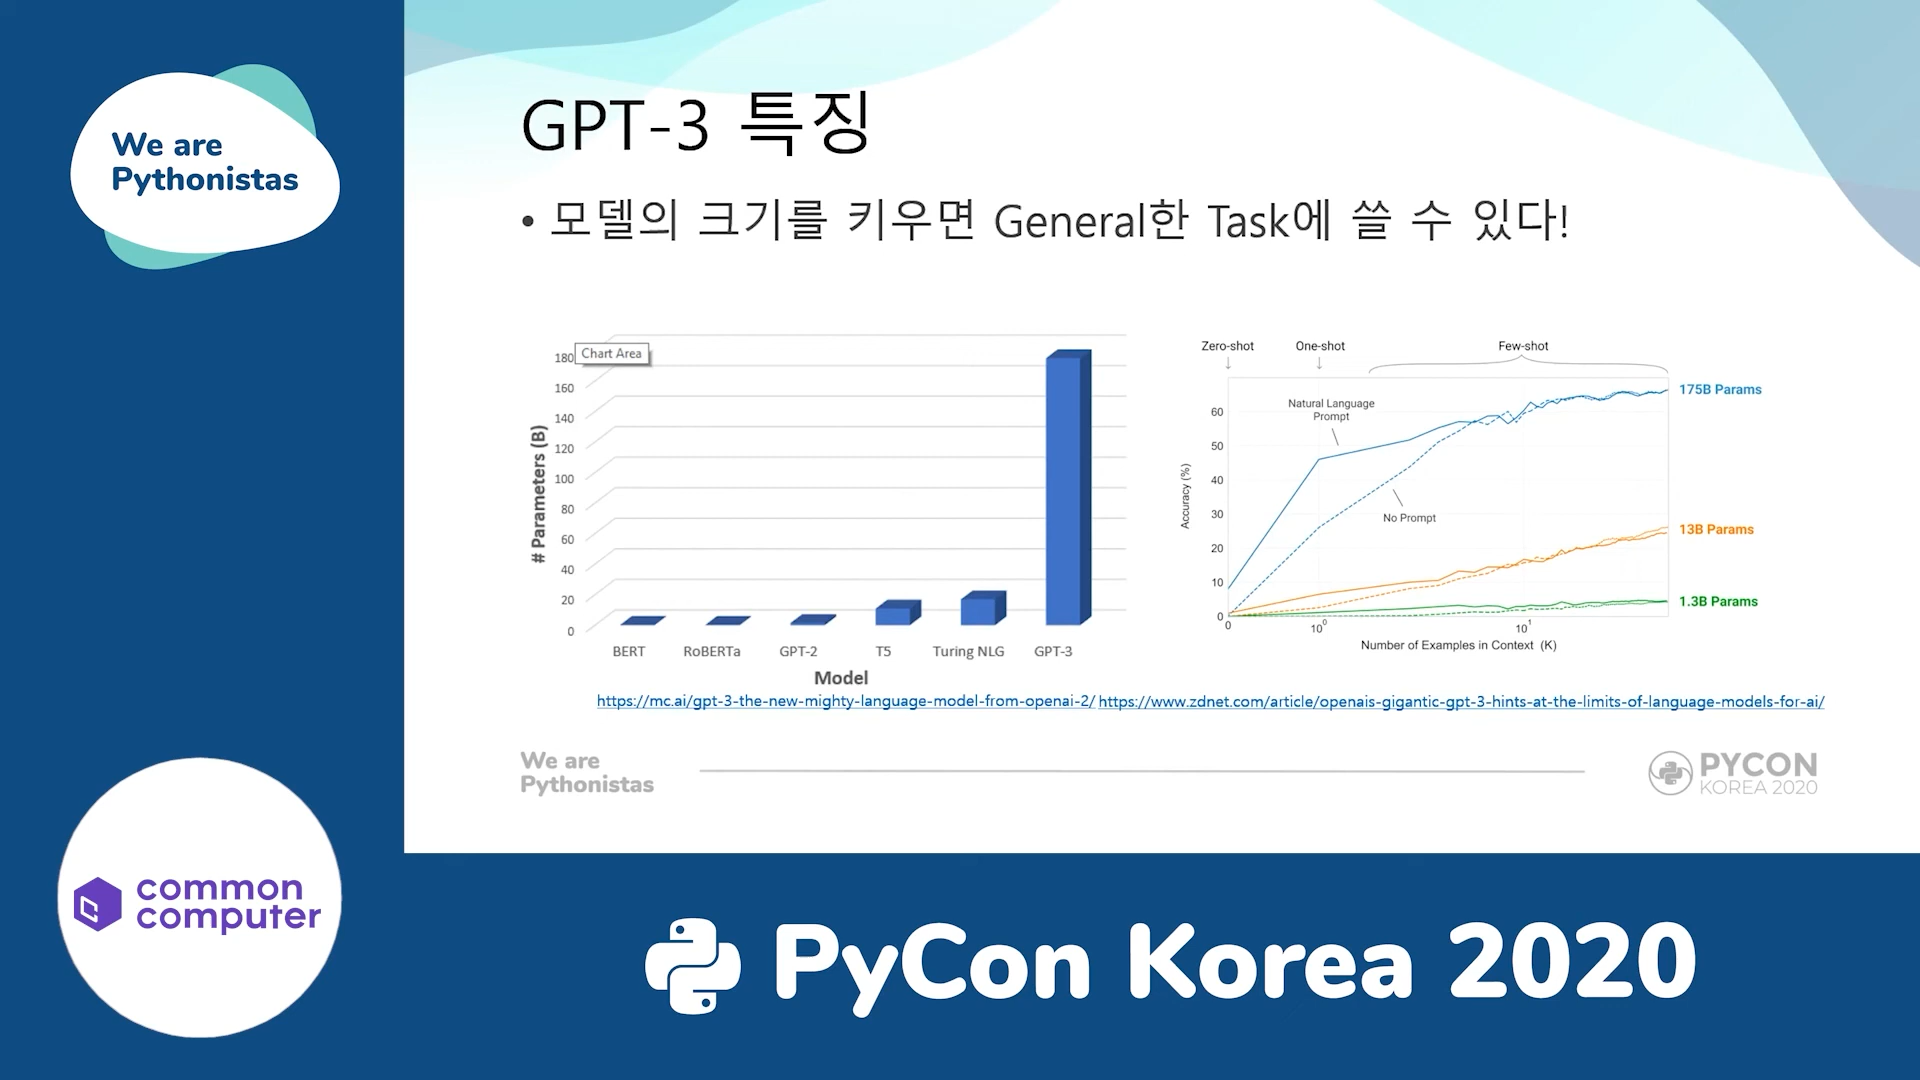 We are
Pythonistas
GPT-3 특징
• 모델의 크기를 키우면 General한 Task에 쓸 수 있다!
Chart Area
# Parameters (B)
180
160
140
120
100
80
60
40
20
0
BERT RoBERTa GPT-2 T5 Turing NLG GPT-3
Model
https://mc.ai/gpt-3-the-new-mighty-language-model-from-openai-2/
Zero-shot One-shot Few-shot
175B Params
Natural Language
Prompt
No Prompt
13B Params
1.3B Params
Accuracy (%)
60
50
40
30
20
10
0
0 10⁰ 10¹
Number of Examples in Context (K)
https://www.zdnet.com/article/openais-gigantic-gpt-3-hints-at-the-limits-of-language-models-for-ai/
We are
Pythonistas
PYCON
KOREA 2020
common
computer
PyCon Korea 2020